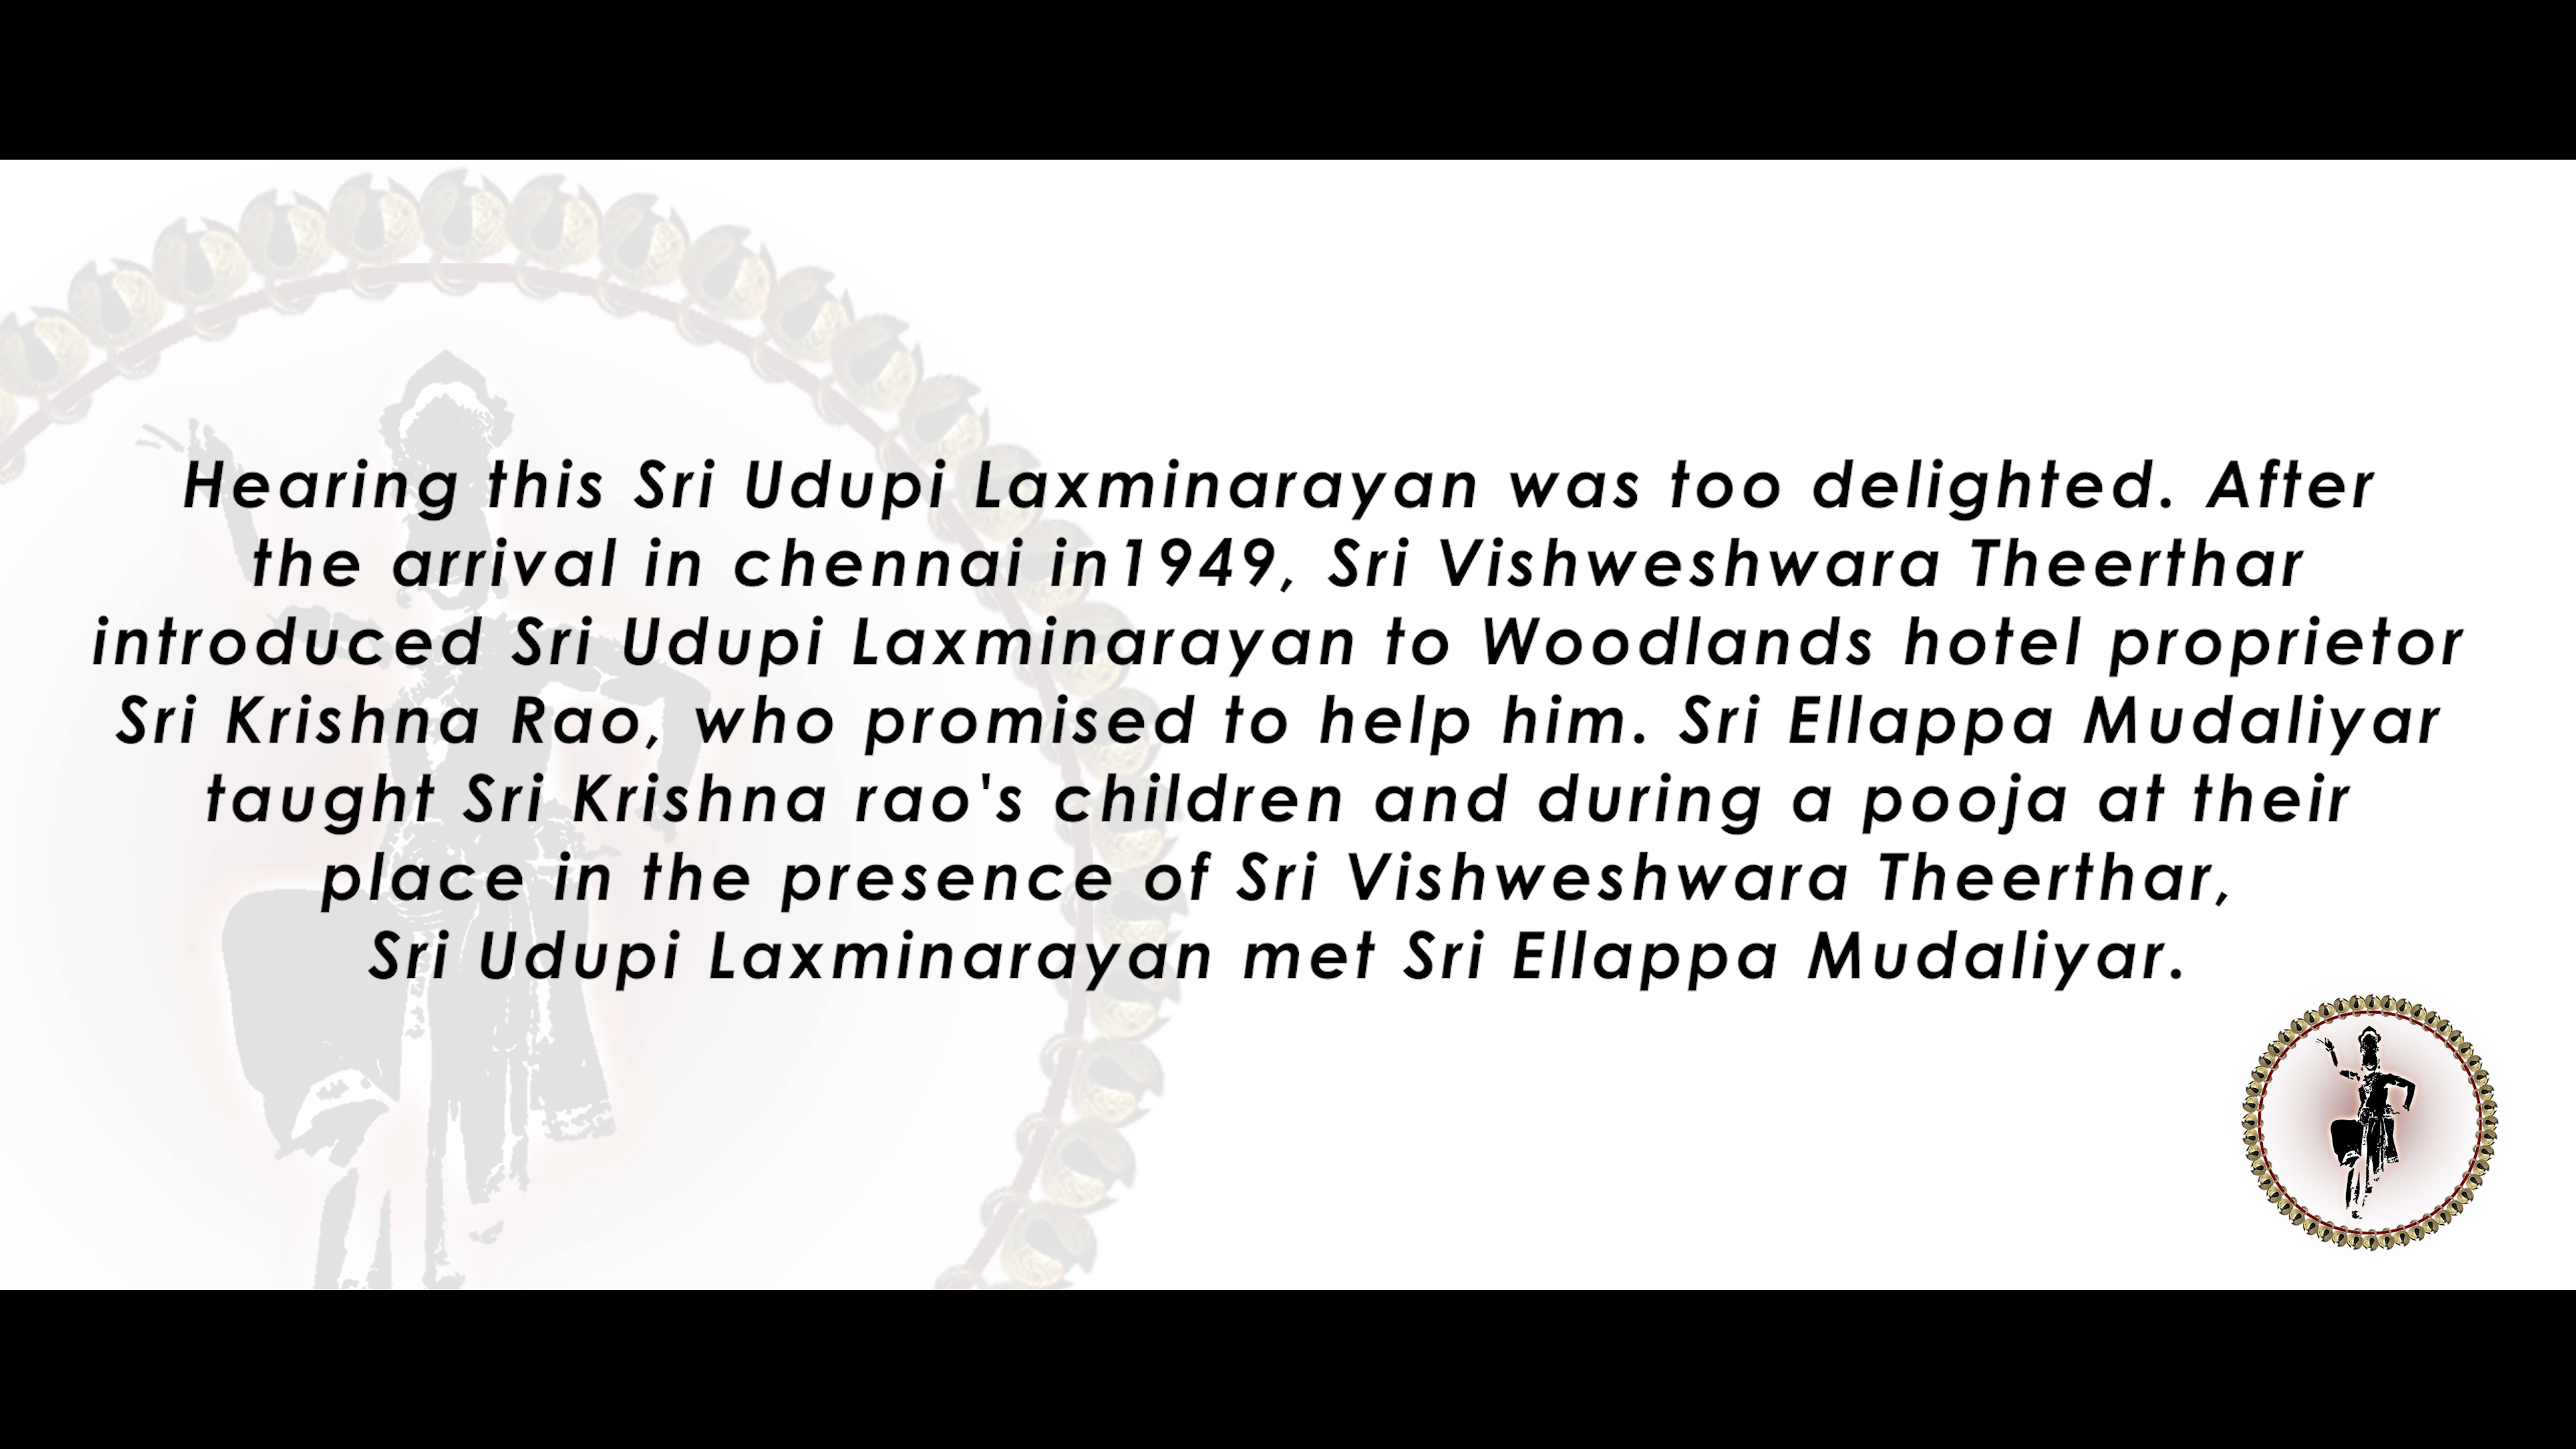 Hearing this Sri Udupi Laxminarayan was too delighted. After
the arrival in chennai in1949, Sri Vishweshwara Theerthar
introduced Sri Udupi Laxminarayan to Woodlands hotel proprietor
Sri Krishna Rao, who promised to help him. Sri Ellappa Mudaliyar
taught Sri Krishna rao's children and during a pooja at their
place in the presence of Sri Vishweshwara Theerthar,
Sri Udupi Laxminarayan met Sri Ellappa Mudaliyar.